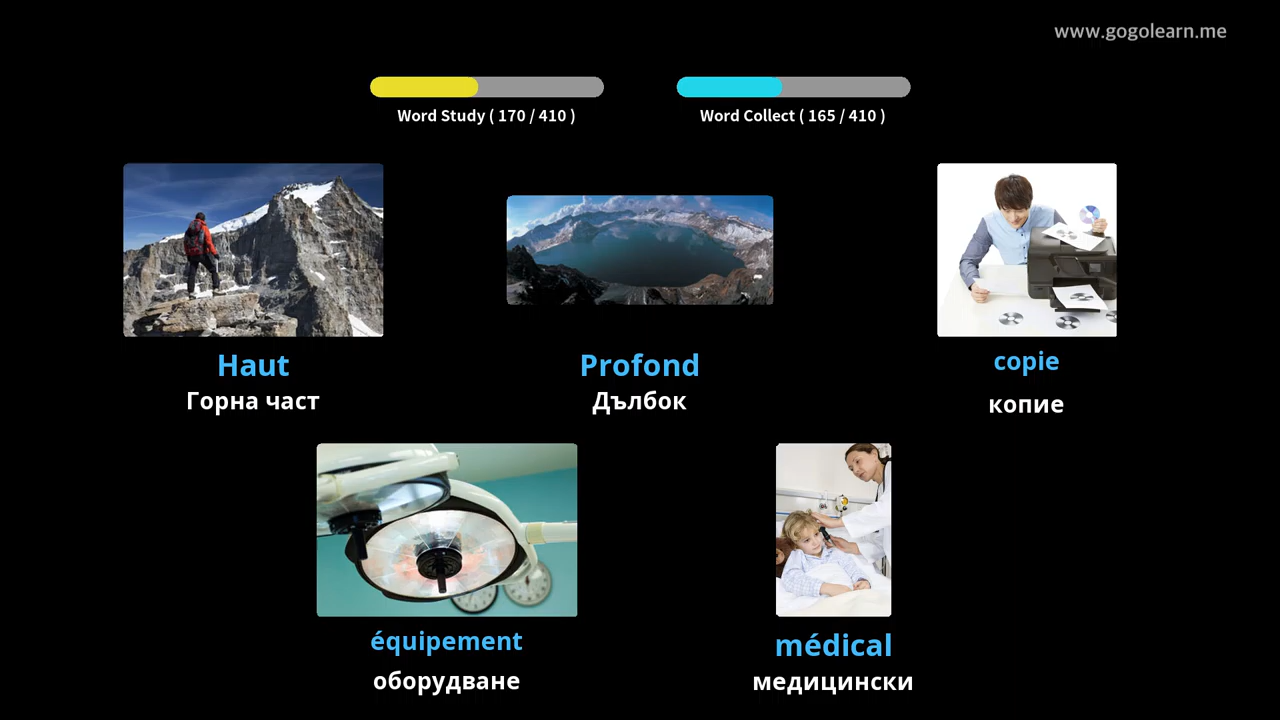 www.gogolearn.me
Word Study ( 170 / 410 )
Word Collect ( 165 / 410 )
Haut
Горна част
Profond
Дълбок
copie
копие
équipement
оборудване
médical
медицински